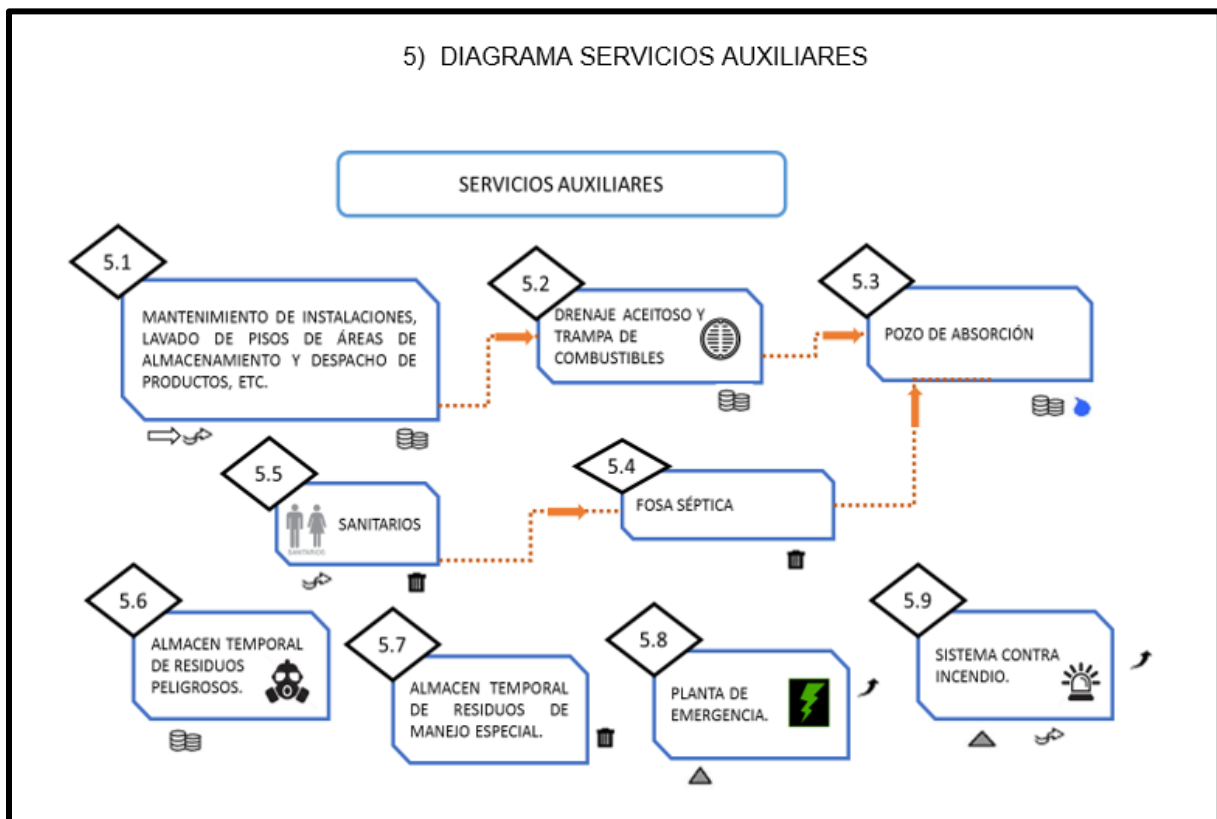 5) DIAGRAMA SERVICIOS AUXILIARES
SERVICIOS AUXILIARES
5.1
MANTENIMIENTO DE INSTALACIONES,
LAVADO DE PISOS DE ÁREAS DE
ALMACENAMIENTO Y DESPACHO DE
PRODUCTOS, ETC.
5.2
DRENAJE ACEITOSO Y
TRAMPA DE
COMBUSTIBLES
5.3
POZO DE ABSORCIÓN
5.5
SANITARIOS
SANITARIOS
5.4
FOSA SÉPTICA
5.6
ALMACEN TEMPORAL
DE RESIDUOS
PELIGROSOS.
5.7
ALMACEN TEMPORAL
DE RESIDUOS DE
MANEJO ESPECIAL.
5.8
PLANTA DE
EMERGENCIA.
5.9
SISTEMA CONTRA
INCENDIO.